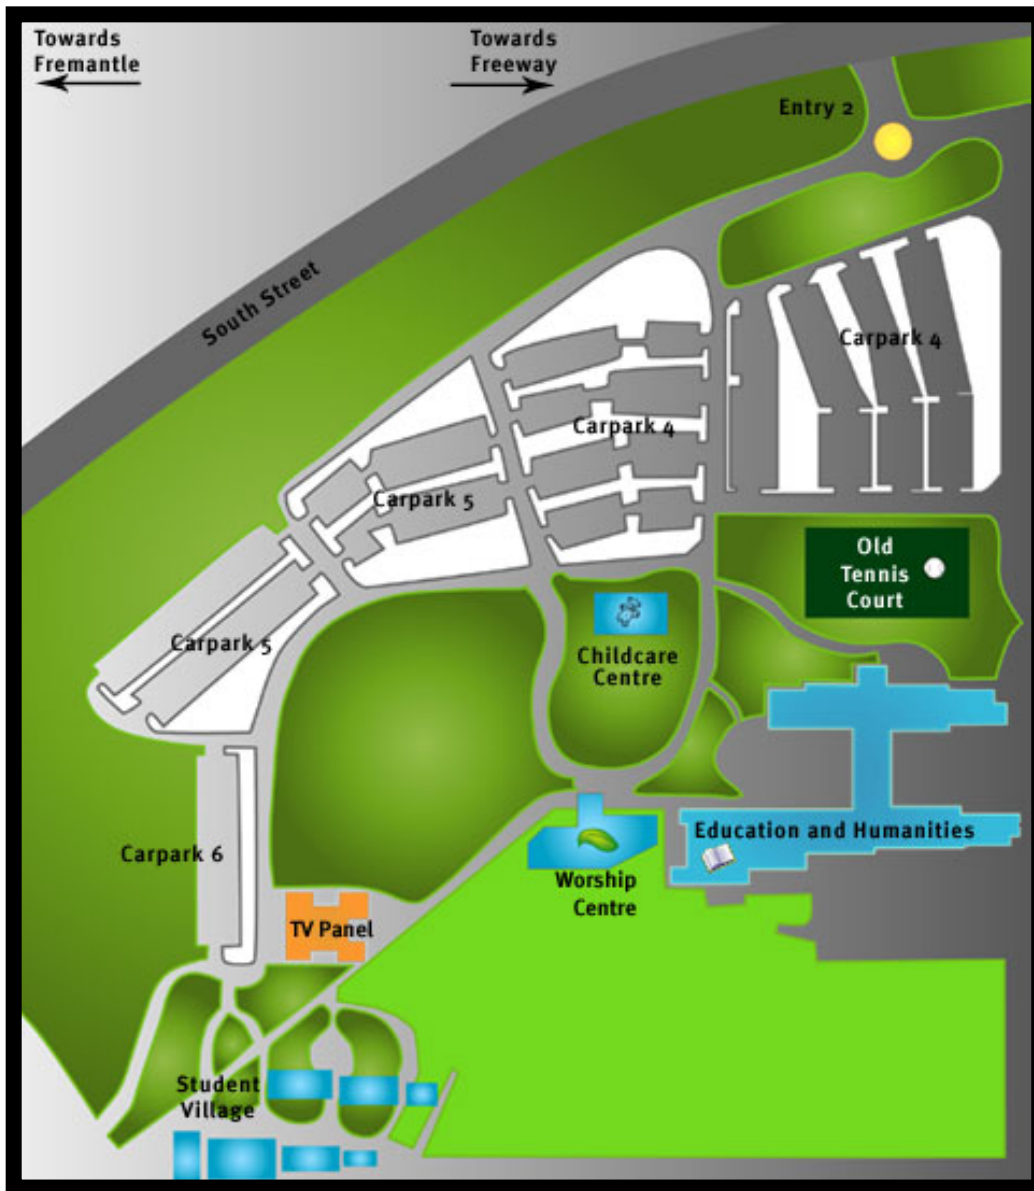 Towards
Fremantle
Towards
Freeway
Entry 2
South Street
Carpark 4
Carpark 4
Carpark 5
Old
Tennis
Court
Childcare
Centre
Carpark 5
Education and Humanities
Carpark 6
Worship
Centre
TV Panel
Student
Village